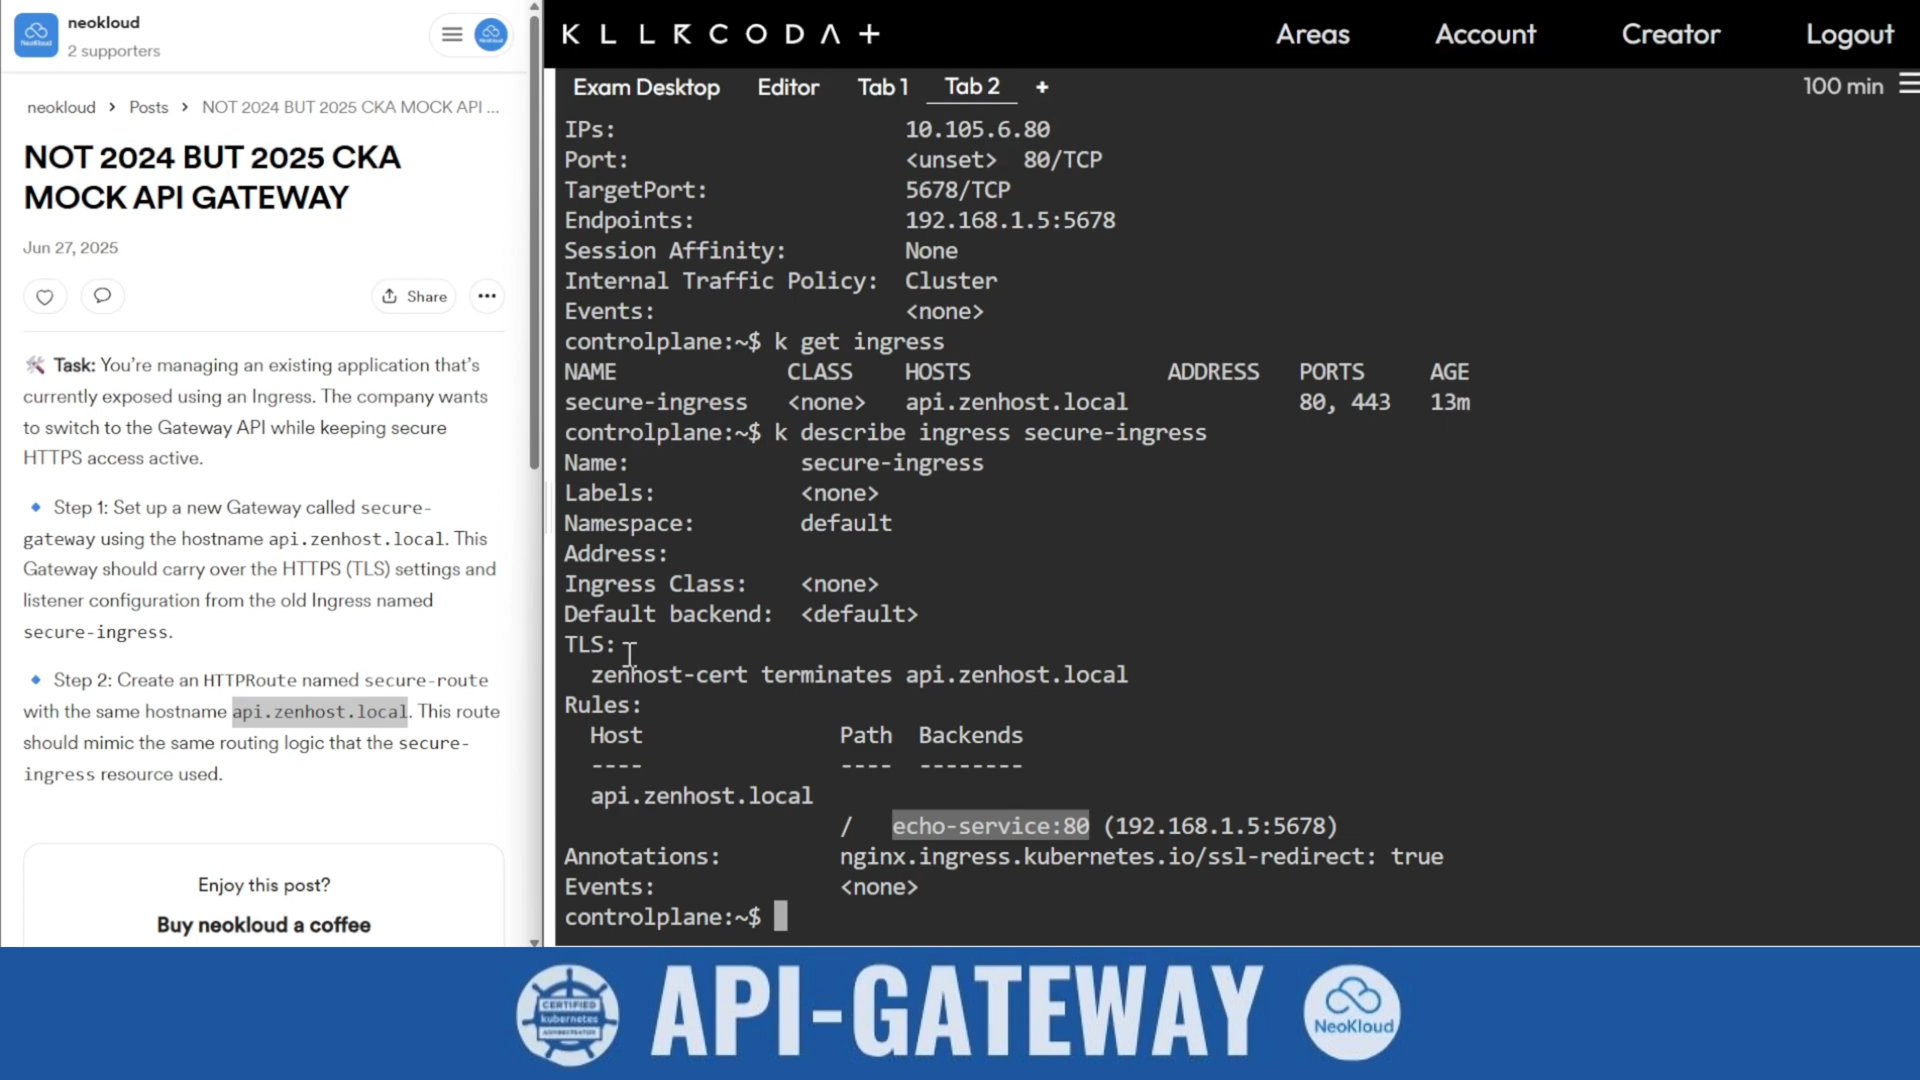 neokloud
2 supporters
neokloud > Posts > NOT 2024 BUT 2025 CKA MOCK API ...
NOT 2024 BUT 2025 CKA
MOCK API GATEWAY
Jun 27, 2025
Share
Task: You're managing an existing application that's
currently exposed using an Ingress. The company wants
to switch to the Gateway API while keeping secure
HTTPS access active.
Step 1: Set up a new Gateway called secure-
gateway using the hostname api.zenhost.local. This
Gateway should carry over the HTTPS (TLS) settings and
listener configuration from the old Ingress named
secure-ingress.
Step 2: Create an HTTPRoute named secure-route
with the same hostname api.zenhost.local. This route
should mimic the same routing logic that the secure-
ingress resource used.
Enjoy this post?
Buy neokloud a coffee
KLLRCODA+
Areas Account Creator Logout
Exam Desktop Editor Tab 1 Tab 2 + 100 min
IPs: 10.105.6.80
Port: <unset> 80/TCP
TargetPort: 5678/TCP
Endpoints: 192.168.1.5:5678
Session Affinity: None
Internal Traffic Policy: Cluster
Events: <none>
controlplane:~$ k get ingress
NAME CLASS HOSTS ADDRESS PORTS AGE
secure-ingress <none> api.zenhost.local 80, 443 13m
controlplane:~$ k describe ingress secure-ingress
Name: secure-ingress
Labels: <none>
Namespace: default
Address:
Ingress Class: <none>
Default backend: <default>
TLS:
zenhost-cert terminates api.zenhost.local
Rules:
Host Path Backends
---- ---- --------
api.zenhost.local
/ echo-service:80 (192.168.1.5:5678)
Annotations: nginx.ingress.kubernetes.io/ssl-redirect: true
Events: <none>
controlplane:~$
CERTIFIED
kubernetes
ADMINISTRATOR
API-GATEWAY
NeoKloud